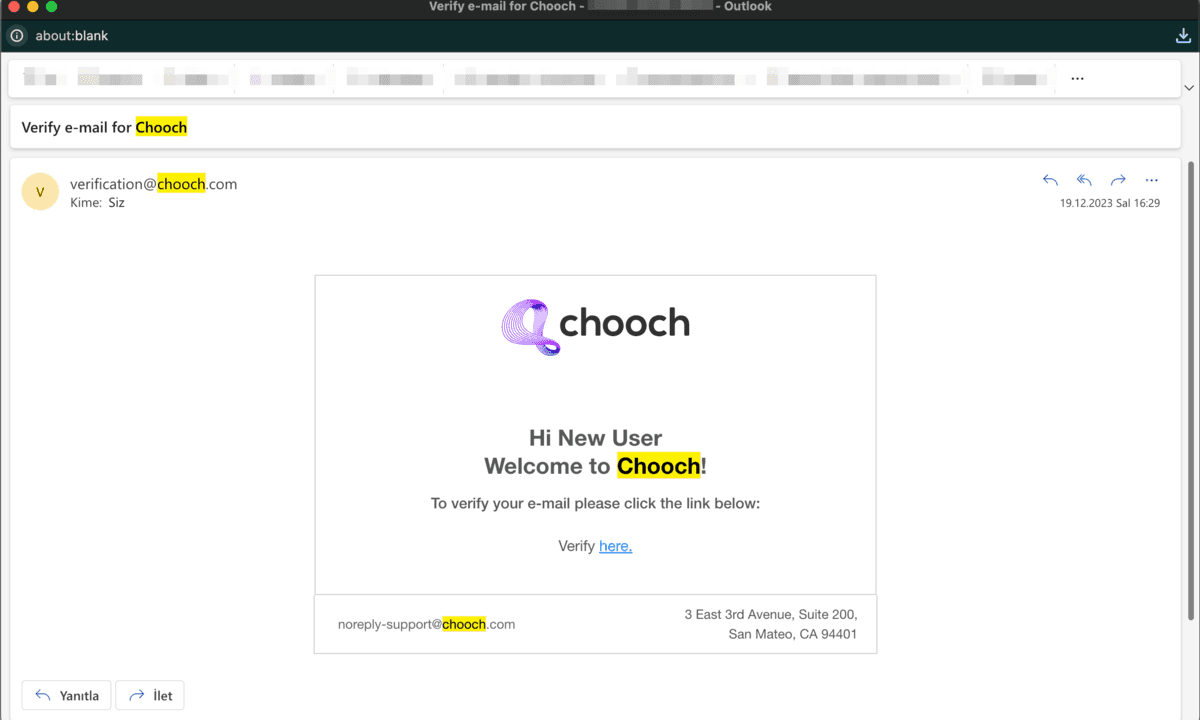 Verify e-mail for Chooch - - Outlook
about:blank
Verify e-mail for Chooch
V
verification@chooch.com
Kime: Siz
19.12.2023 Sal 16:29
chooch
Hi New User
Welcome to Chooch!
To verify your e-mail please click the link below:
Verify here.
noreply-support@chooch.com
3 East 3rd Avenue, Suite 200,
San Mateo, CA 94401
Yanıtla
İlet